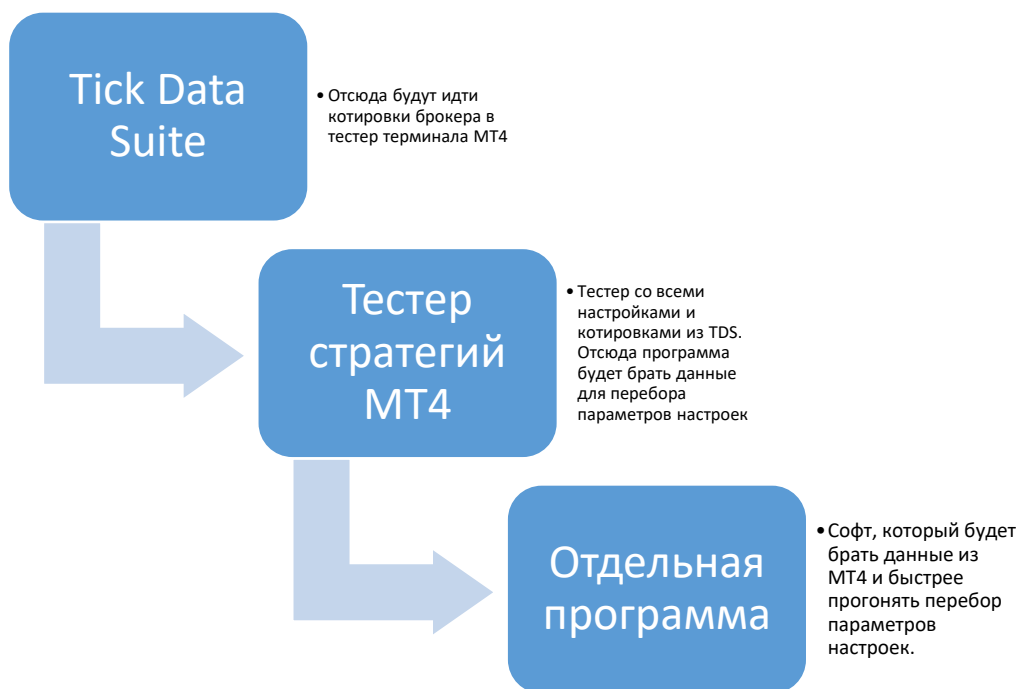 Tick Data
Suite
• Отсюда будут идти
котировки брокера в
тестер терминала МТ4
Тестер
стратегий
МТ4
• Тестер со всеми
настройками и
котировками из TDS.
Отсюда программа
будет брать данные
для перебора
параметров настроек
Отдельная
программа
• Софт, который будет
брать данные из
МТ4 и быстрее
прогонять перебор
параметров
настроек.